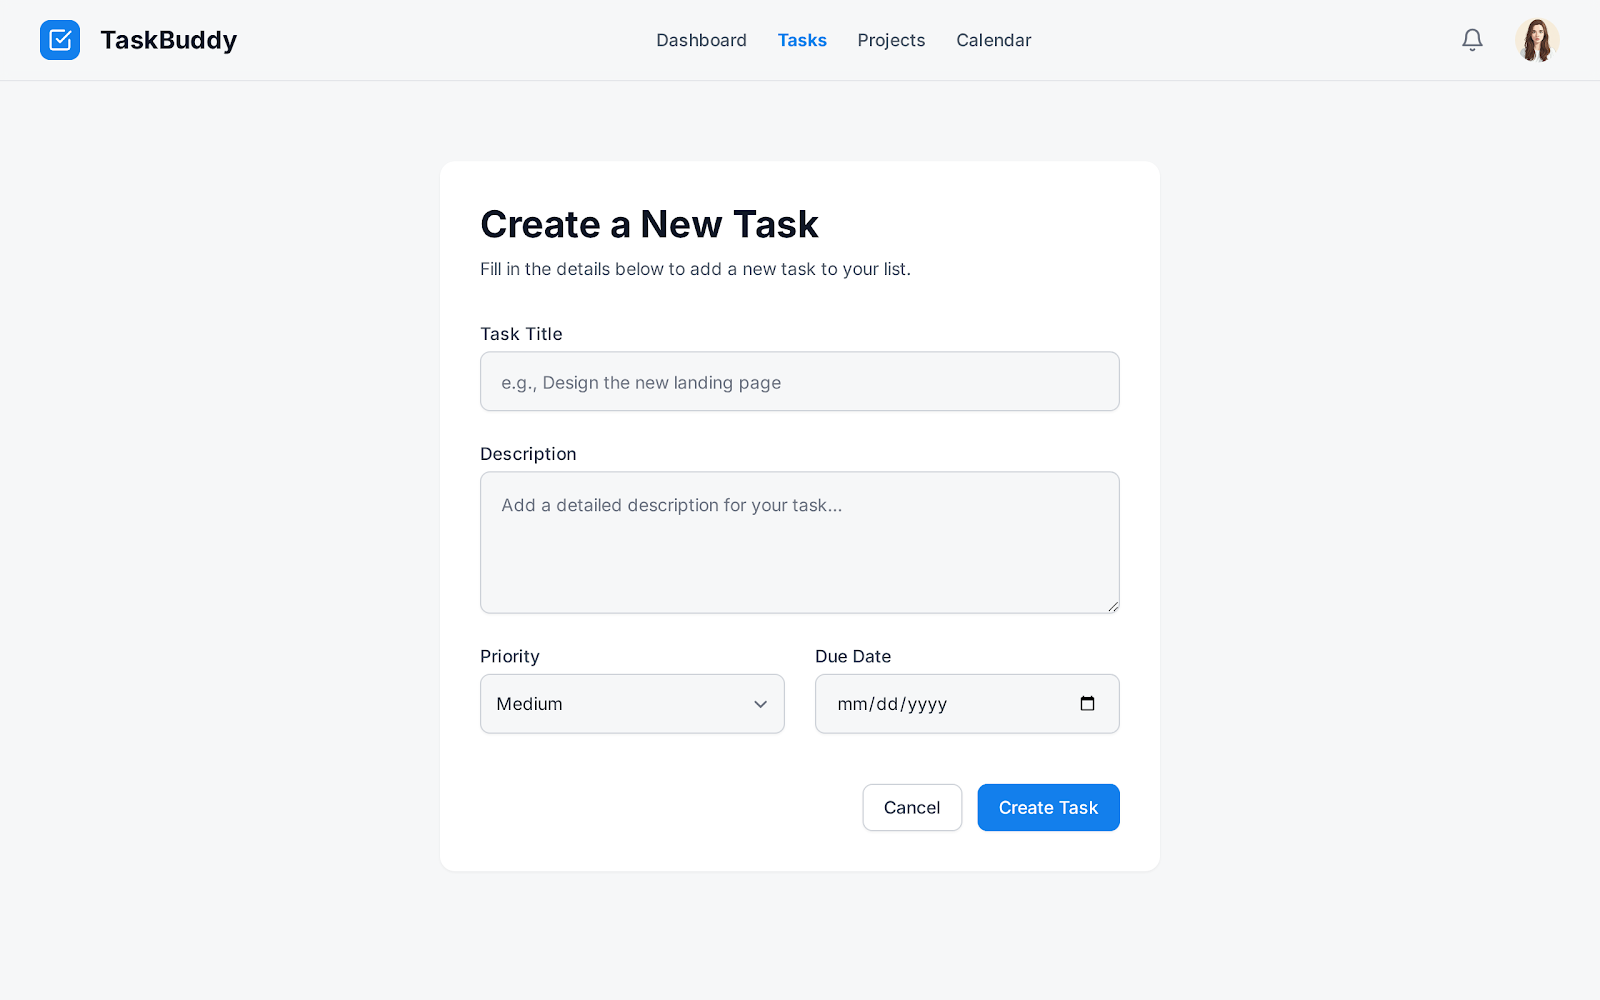 TaskBuddy
Dashboard Tasks Projects Calendar
Create a New Task
Fill in the details below to add a new task to your list.
Task Title
e.g., Design the new landing page
Description
Add a detailed description for your task...
Priority Due Date
Medium mm/dd/yyyy
Cancel Create Task